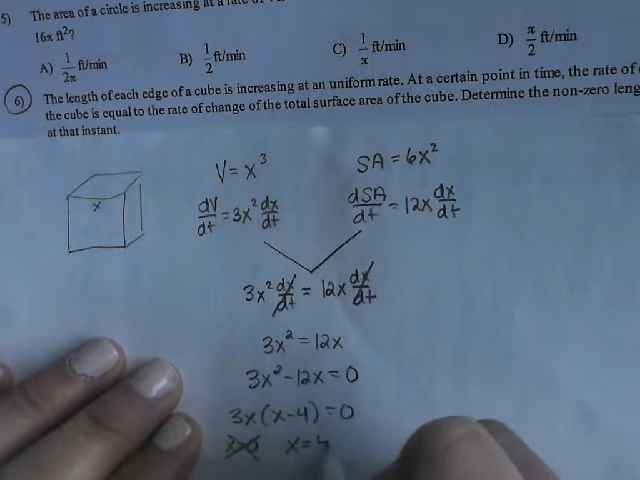 5) The area of a circle is increasing at a rate of
16π ft²?
A) 1/2π ft/min B) 1/2 ft/min C) 1/π ft/min D) π/2 ft/min
6) The length of each edge of a cube is increasing at an uniform rate. At a certain point in time, the rate of
the cube is equal to the rate of change of the total surface area of the cube. Determine the non-zero leng
at that instant.
x
V = x³ SA = 6x²
dV/dt = 3x² dx/dt dSA/dt = 12x dx/dt
3x² dx/dt = 12x dx/dt
3x² = 12x
3x² - 12x = 0
3x(x-4) = 0
x=4